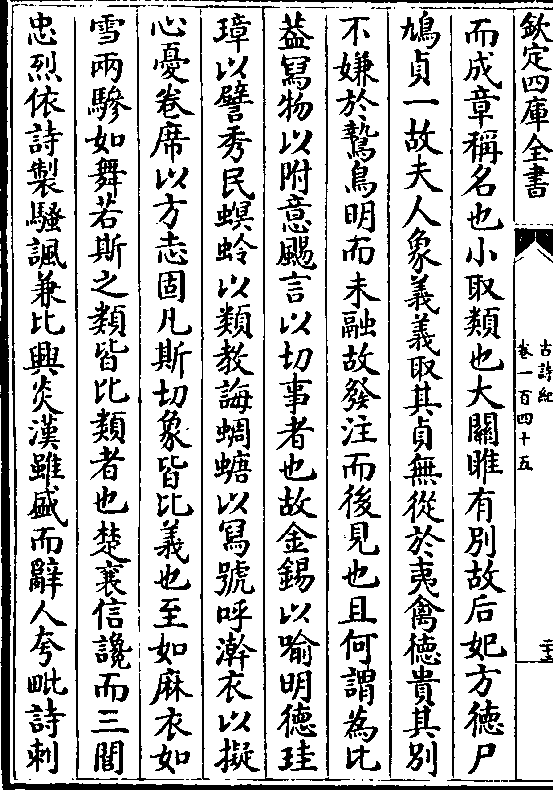 欽定四庫全書
古詩紀
卷一百四十五
而成章稱名也小取類也大關雎有別故后妃方德尸
鳩貞一故夫人象義義取其貞無從於夷禽德貴其別
不嫌於鷙鳥明而未融故發注而後見也且何謂為比
葢冩物以附意颺言以切事者也故金錫以喻明德珪
璋以譬秀民螟蛉以類教誨蜩螗以冩號呼澣衣以擬
心憂卷席以方志固凡斯切象皆比義也至如麻衣如
雪兩驂如舞若斯之類皆比類者也楚襄信讒而三閭
忠烈依詩製騷諷兼比興炎漢雖盛而辭人夸毗詩刺